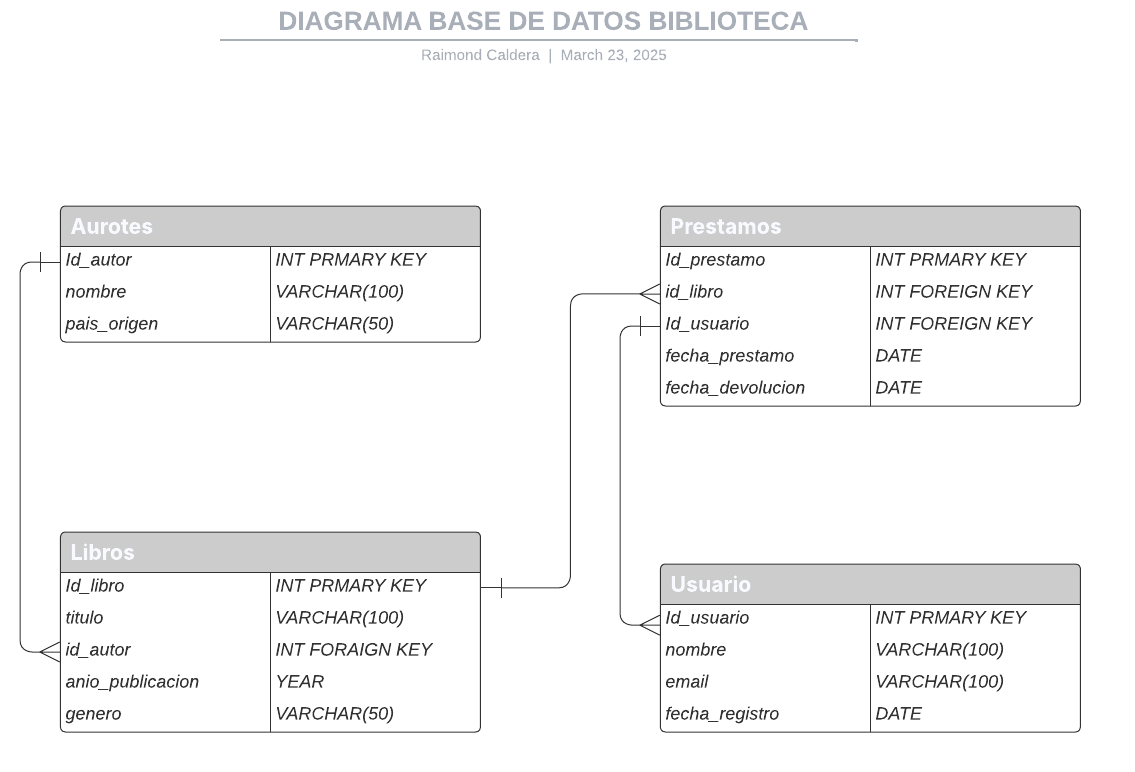 DIAGRAMA BASE DE DATOS BIBLIOTECA
Raimond Caldera | March 23, 2025
Aurotes
Id_autor INT PRMARY KEY
nombre VARCHAR(100)
pais_origen VARCHAR(50)
Prestamos
Id_prestamo INT PRMARY KEY
id_libro INT FOREIGN KEY
Id_usuario INT FOREIGN KEY
fecha_prestamo DATE
fecha_devolucion DATE
Libros
Id_libro INT PRMARY KEY
titulo VARCHAR(100)
id_autor INT FORAIGN KEY
anio_publicacion YEAR
genero VARCHAR(50)
Usuario
Id_usuario INT PRMARY KEY
nombre VARCHAR(100)
email VARCHAR(100)
fecha_registro DATE